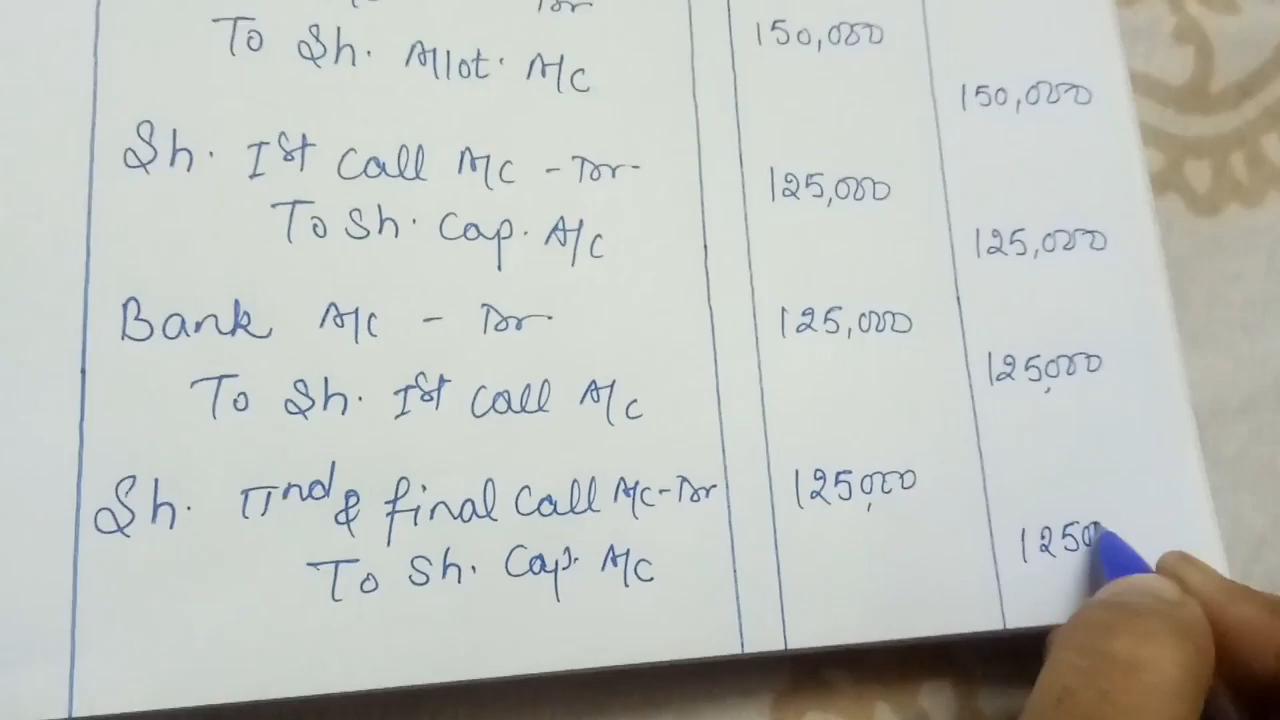 Dr
To Sh. Allot. A/C 150,000
150,000
Sh. Ist Call A/C - Dr 125,000
To Sh. Cap. A/C 125,000
Bank A/C - Dr 125,000
To Sh. Ist Call A/C 125,000
Sh. IInd & final Call A/C - Dr 125,000
To Sh. Cap. A/C 1250